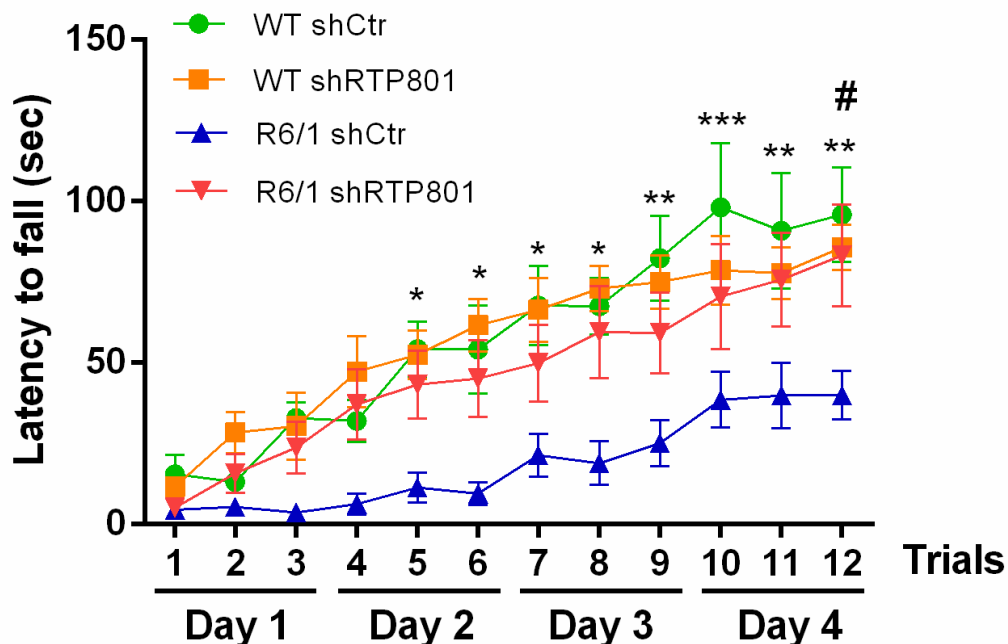 WT shCtr
WT shRTP801
R6/1 shCtr
R6/1 shRTP801
Latency to fall (sec)
150
100
50
0
#
***
**
**
**
*
*
*
*
1 2 3 4 5 6 7 8 9 10 11 12 Trials
Day 1 Day 2 Day 3 Day 4